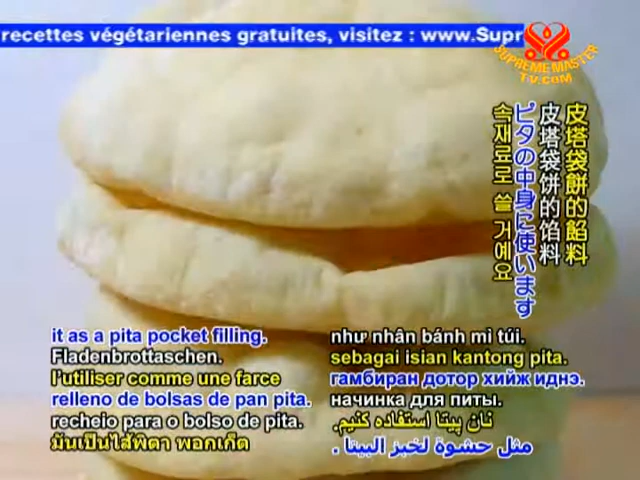 recettes végétariennes gratuites, visitez : www.Supr
SUPREME MASTER
TV.COM
皮塔袋餅的餡料
皮塔袋饼的馅料
ピタの中身に使います
속재료로 쓸 거예요
it as a pita pocket filling.
Fladenbrottaschen.
l'utiliser comme une farce
relleno de bolsas de pan pita.
recheio para o bolso de pita.
มันเป็นไส้พิตา พอกเก็ต
như nhân bánh mì túi.
sebagai isian kantong pita.
гамбиран дотор хийж иднэ.
начинка для питы.
نان پیتا استفاده کنیم.
مثل حشوة لخبز البيتا .